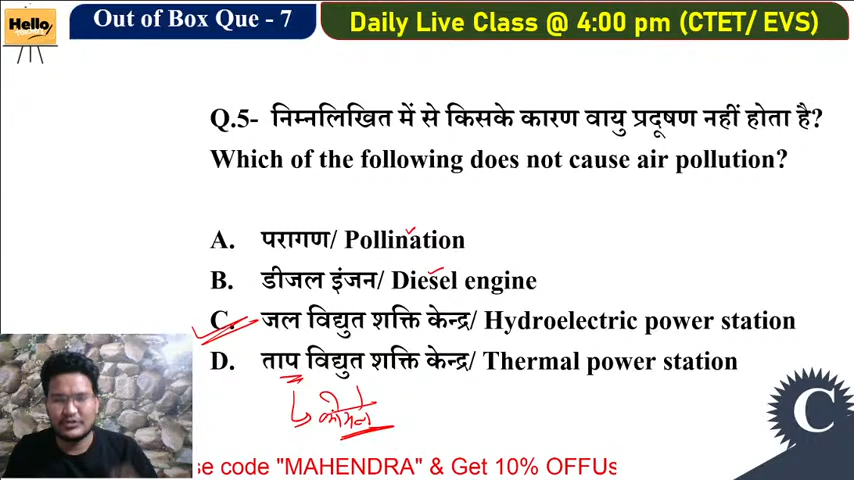 Hello
Out of Box Que - 7
Daily Live Class @ 4:00 pm (CTET/ EVS)
Q.5- निम्नलिखित में से किसके कारण वायु प्रदूषण नहीं होता है?
Which of the following does not cause air pollution?
A. परागण/ Pollination
B. डीजल इंजन/ Diesel engine
C. जल विद्युत शक्ति केन्द्र/ Hydroelectric power station
D. ताप विद्युत शक्ति केन्द्र/ Thermal power station
C
se code "MAHENDRA" & Get 10% OFFUs